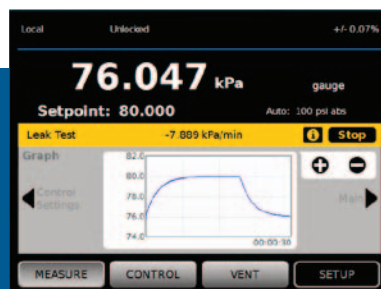 Local Unlocked +/- 0.07%
76.047 kPa gauge
Setpoint: 80.000 Auto: 100 psi abs
Leak Test -7.889 kPa/min i Stop
Graph
82.0
80.0
78.0
76.0
74.0
00:00:30
Control
Settings
Main
MEASURE CONTROL VENT SETUP